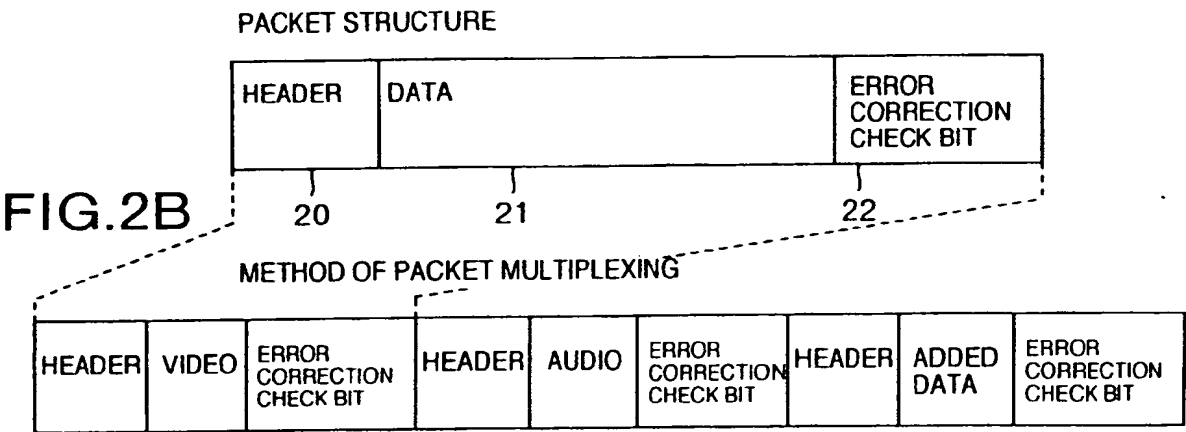 PACKET STRUCTURE
HEADER
DATA
ERROR
CORRECTION
CHECK BIT
FIG.2B
20
21
22
METHOD OF PACKET MULTIPLEXING
HEADER
VIDEO
ERROR
CORRECTION
CHECK BIT
HEADER
AUDIO
ERROR
CORRECTION
CHECK BIT
HEADER
ADDED
DATA
ERROR
CORRECTION
CHECK BIT